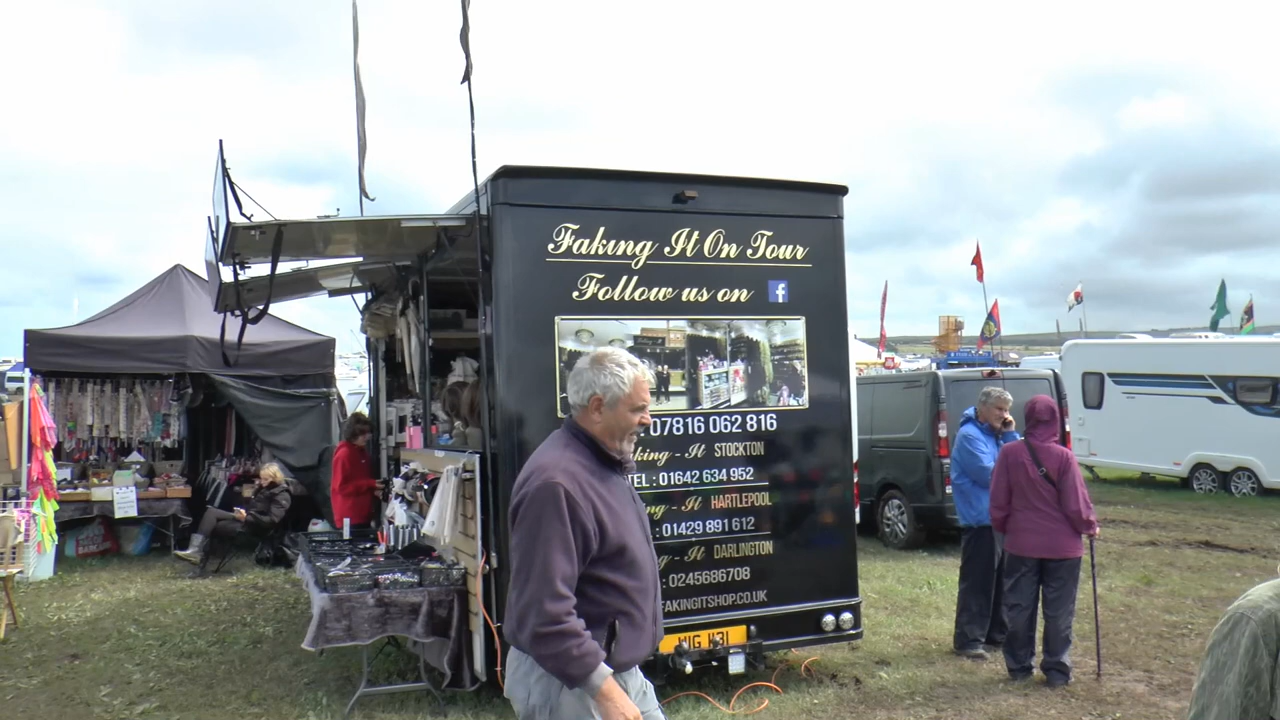 Faking It On Tour
Follow us on f
: 07816 062 816
king - It STOCKTON
TEL : 01642 634 952
ng - It HARTLEPOOL
: 01429 891 612
g - It DARLINGTON
: 0245686708
FAKINGITSHOP.CO.UK